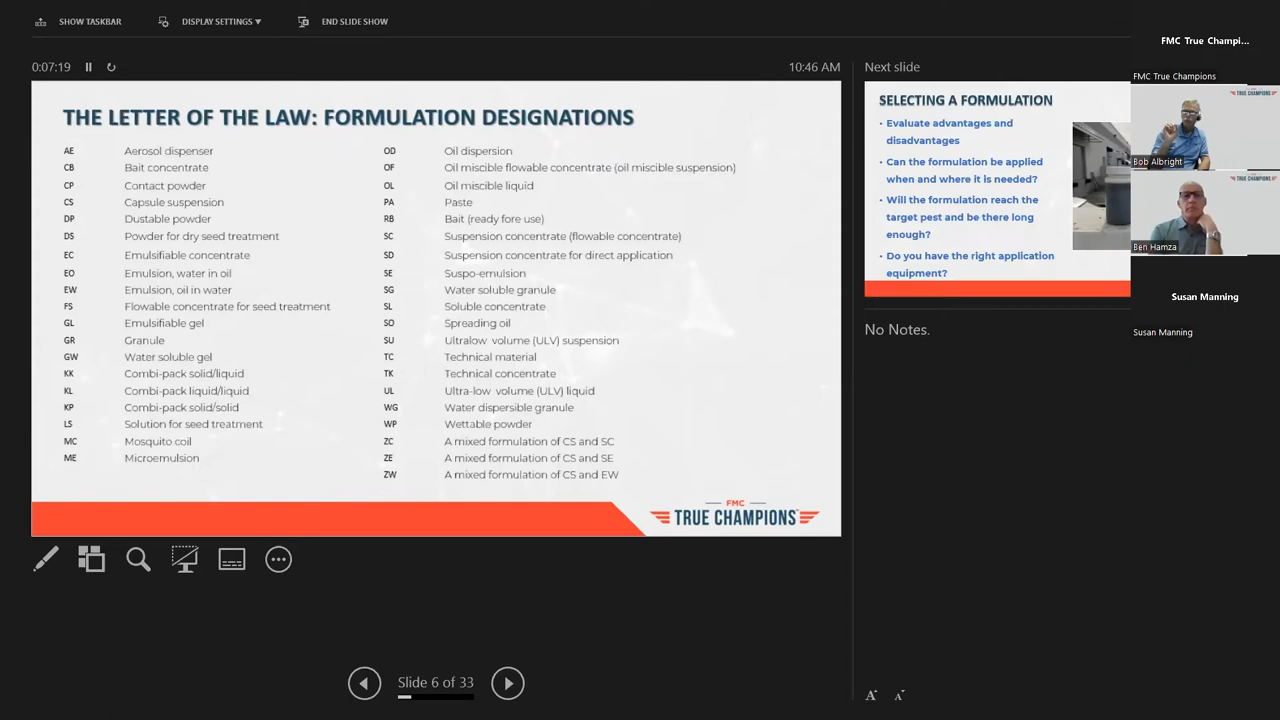 SHOW TASKBAR
DISPLAY SETTINGS ▼
END SLIDE SHOW
0:07:19
10:46 AM
THE LETTER OF THE LAW: FORMULATION DESIGNATIONS
AE Aerosol dispenser
CB Bait concentrate
CP Contact powder
CS Capsule suspension
DP Dustable powder
DS Powder for dry seed treatment
EC Emulsifiable concentrate
EO Emulsion, water in oil
EW Emulsion, oil in water
FS Flowable concentrate for seed treatment
GL Emulsifiable gel
GR Granule
GW Water soluble gel
KK Combi-pack solid/liquid
KL Combi-pack liquid/liquid
KP Combi-pack solid/solid
LS Solution for seed treatment
MC Mosquito coil
ME Microemulsion
OD Oil dispersion
OF Oil miscible flowable concentrate (oil miscible suspension)
OL Oil miscible liquid
PA Paste
RB Bait (ready fore use)
SC Suspension concentrate (flowable concentrate)
SD Suspension concentrate for direct application
SE Suspo-emulsion
SG Water soluble granule
SL Soluble concentrate
SO Spreading oil
SU Ultralow volume (ULV) suspension
TC Technical material
TK Technical concentrate
UL Ultra-low volume (ULV) liquid
WG Water dispersible granule
WP Wettable powder
ZC A mixed formulation of CS and SC
ZE A mixed formulation of CS and SE
ZW A mixed formulation of CS and EW
FMC
TRUE CHAMPIONS
Slide 6 of 33
Next slide
SELECTING A FORMULATION
• Evaluate advantages and
disadvantages
• Can the formulation be applied
when and where it is needed?
• Will the formulation reach the
target pest and be there long
enough?
• Do you have the right application
equipment?
No Notes.
A A
FMC True Champi...
FMC True Champions
TRUE CHAMPIONS
Bob Albright
TRUE CHAMPIONS
Ben Hamza
Susan Manning
Susan Manning